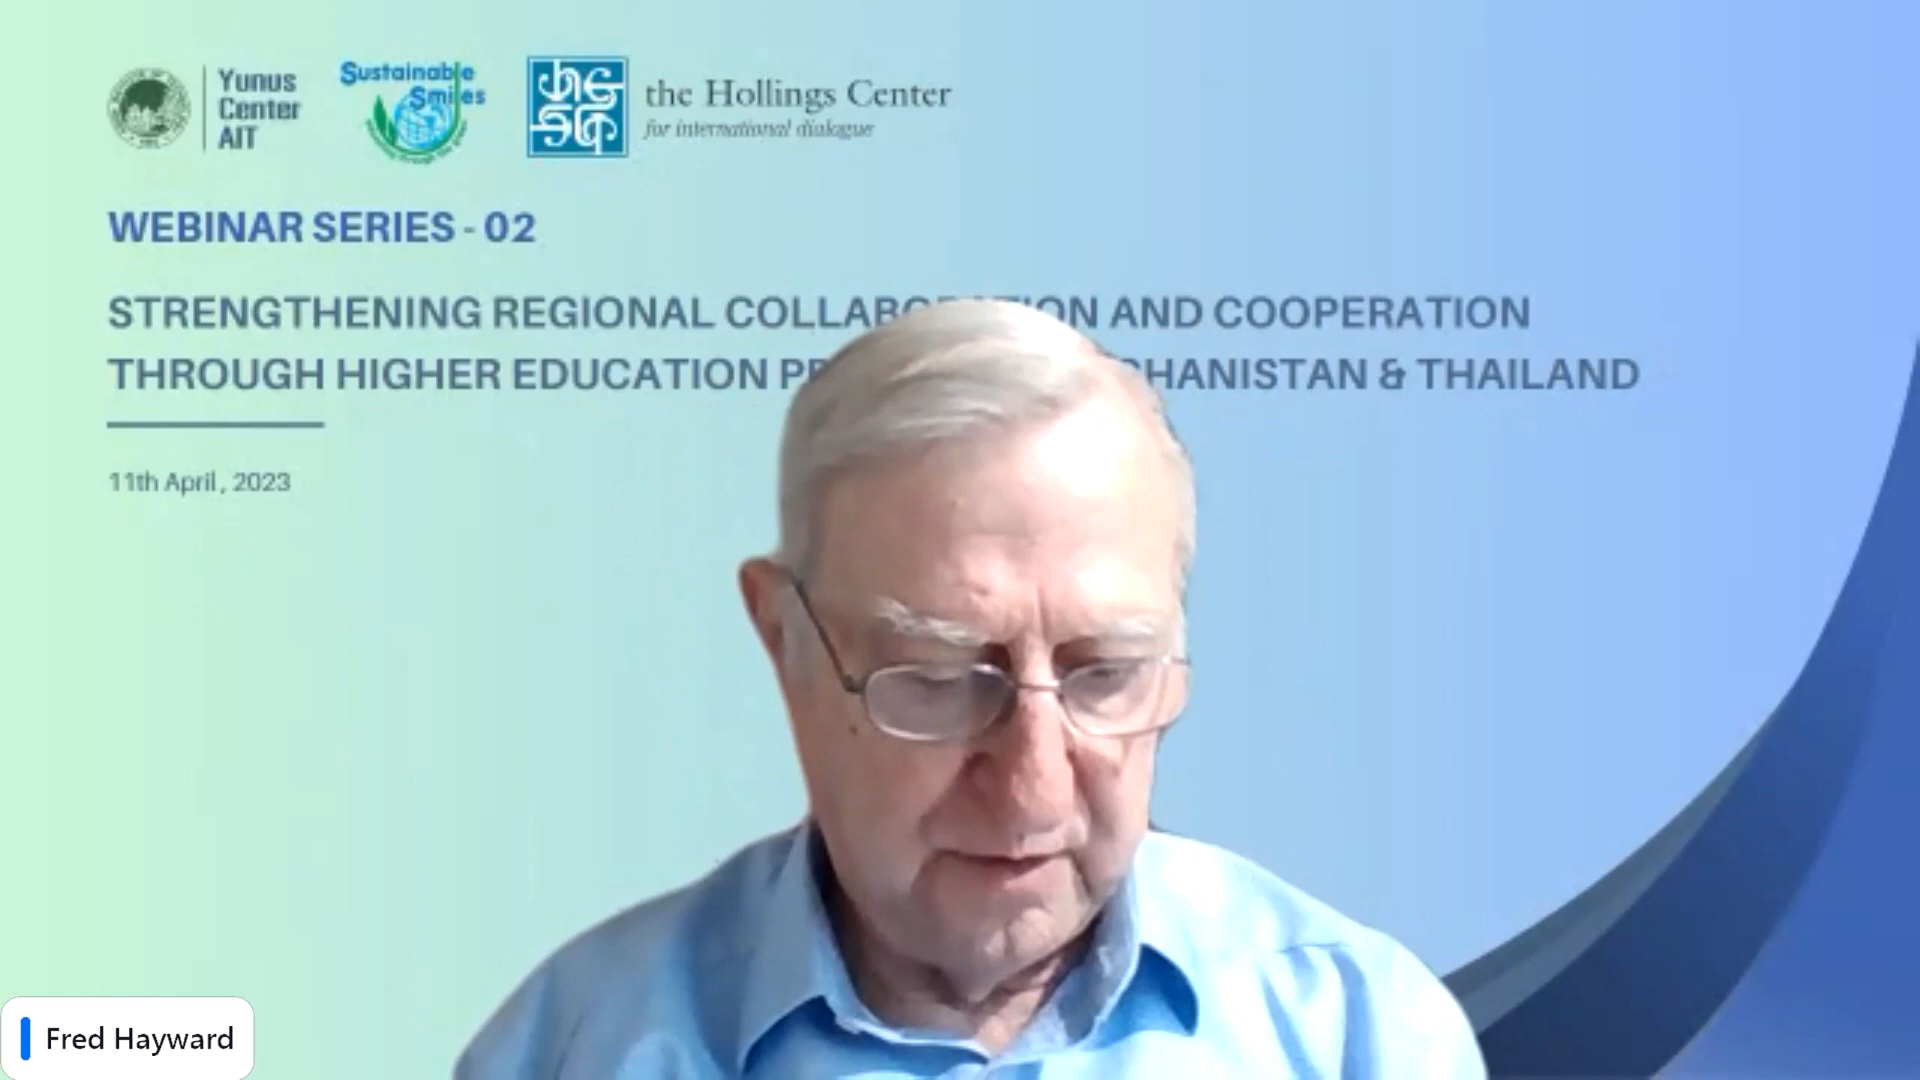 Yunus
Center
AIT
Sustainable
Smiles
the Hollings Center
for international dialogue
WEBINAR SERIES - 02
STRENGTHENING REGIONAL COLLAB ON AND COOPERATION
THROUGH HIGHER EDUCATION P HANISTAN & THAILAND
11th April, 2023
Fred Hayward